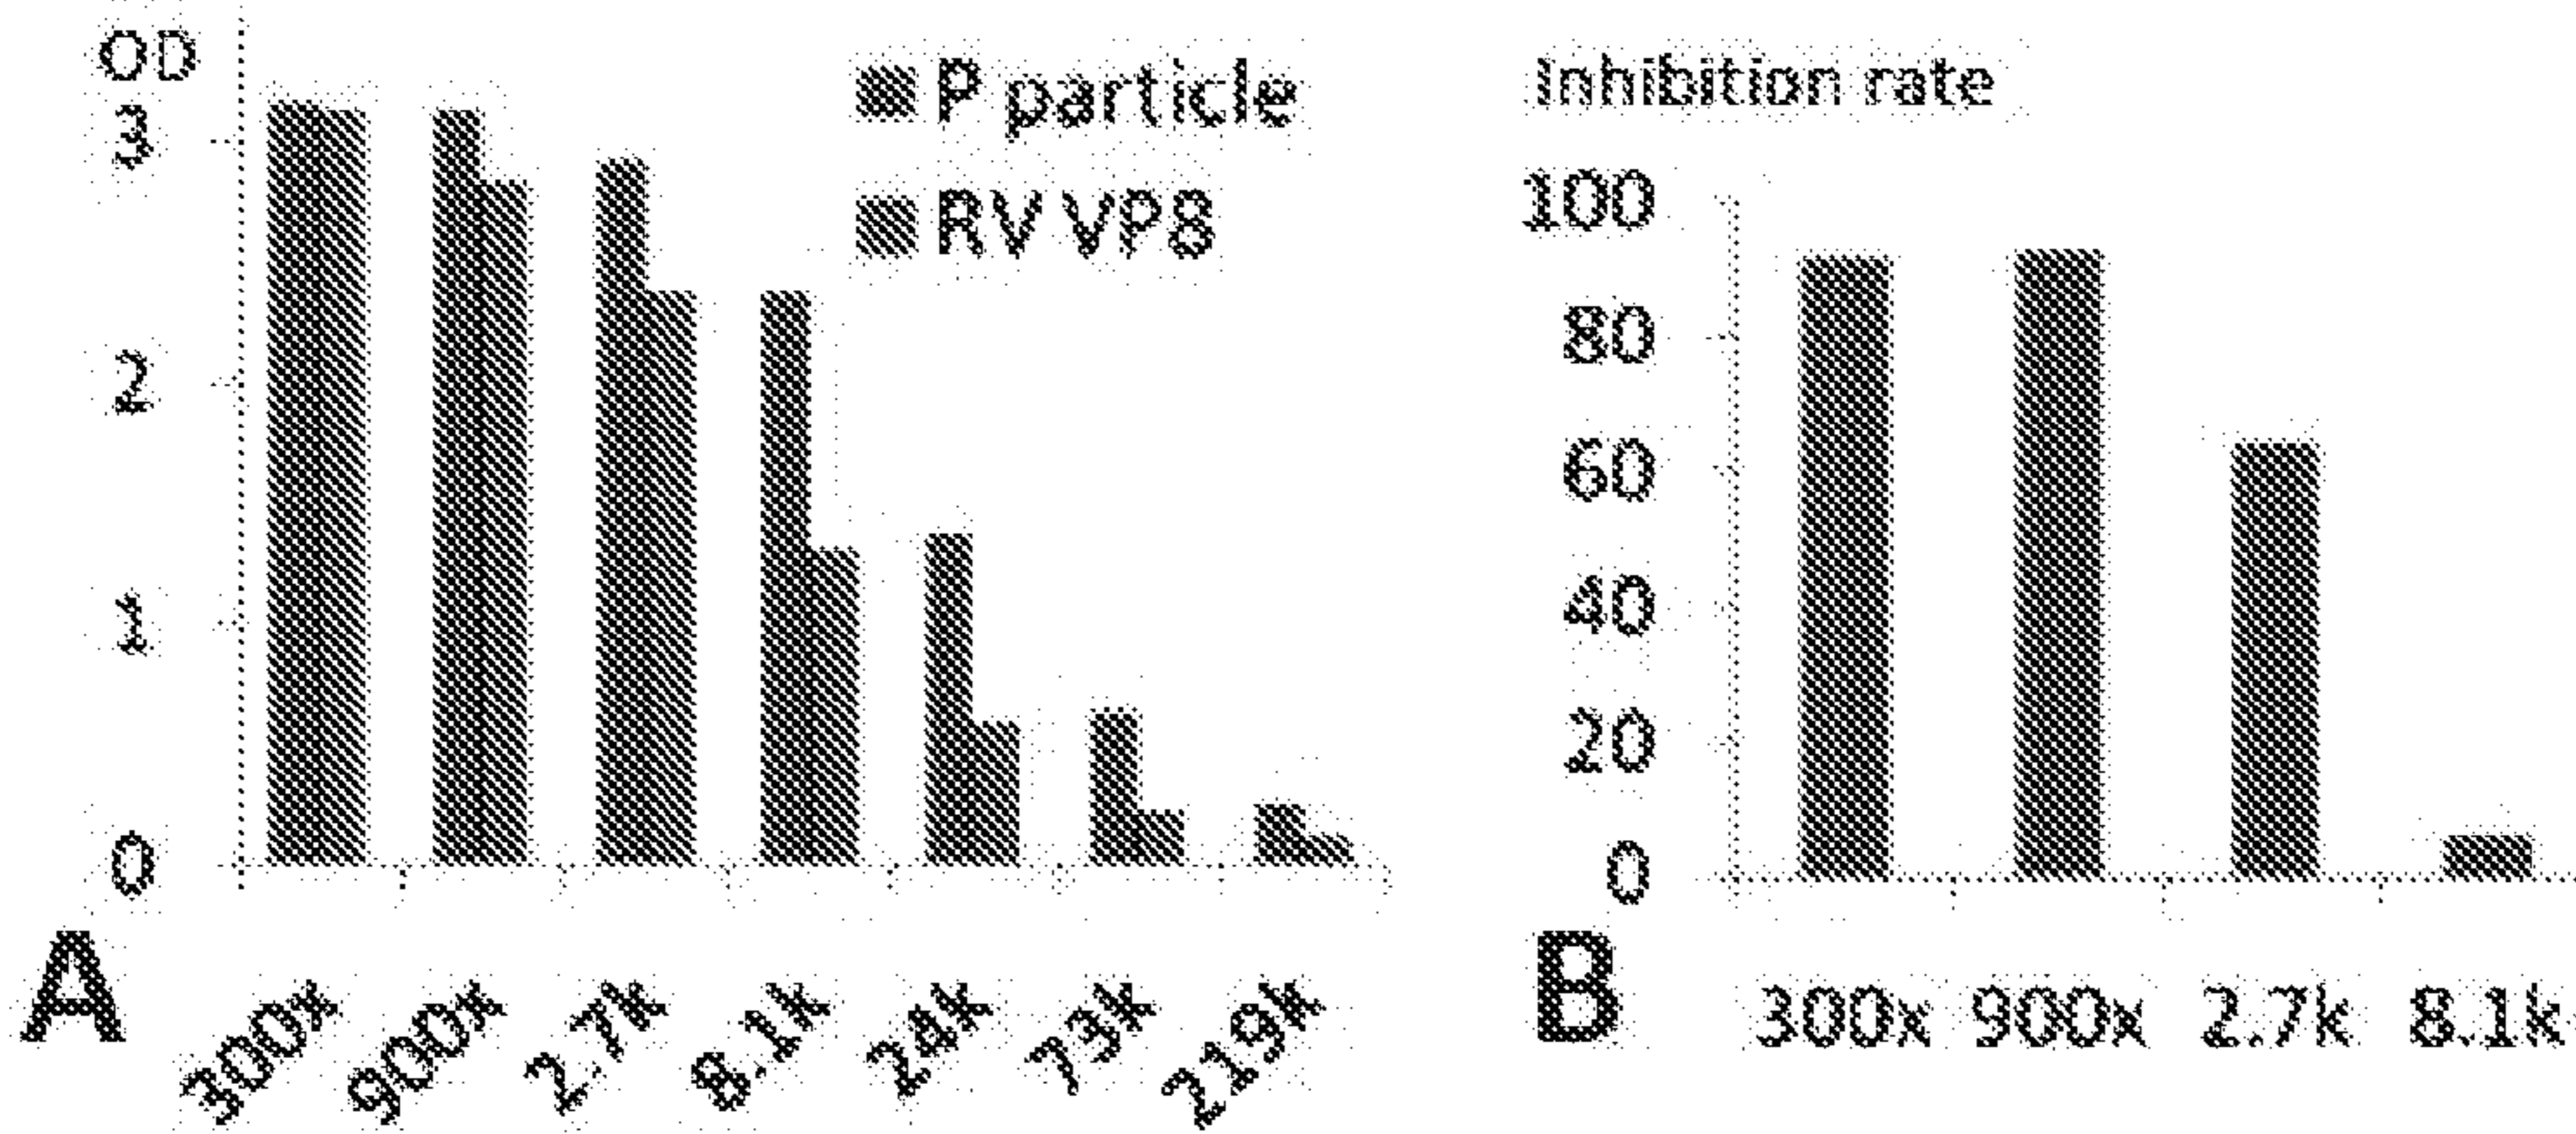 OD
3
2
1
0
P particle
RV VP8
A
300x
900x
2.7k
8.1k
24k
73k
219k
Inhibition rate
100
80
60
40
20
0
B
300x 900x 2.7k 8.1k